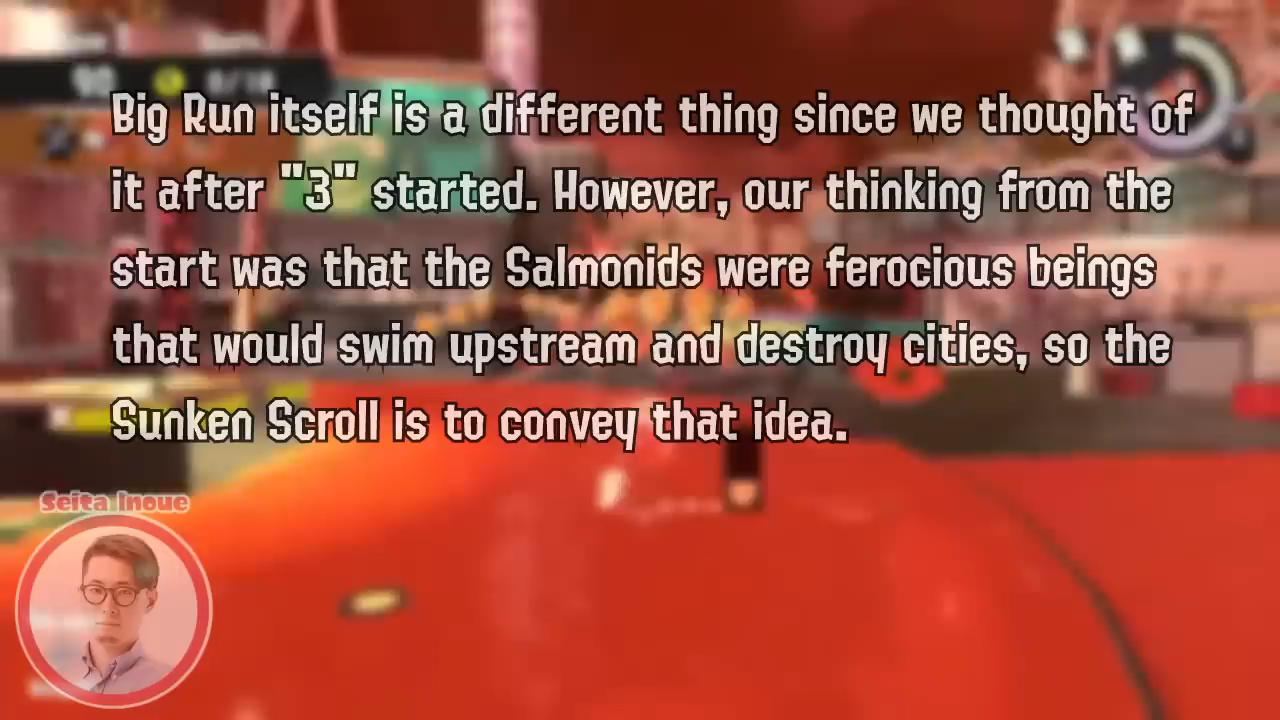 Big Run itself is a different thing since we thought of
it after "3" started. However, our thinking from the
start was that the Salmonids were ferocious beings
that would swim upstream and destroy cities, so the
Sunken Scroll is to convey that idea.
Seita Inoue